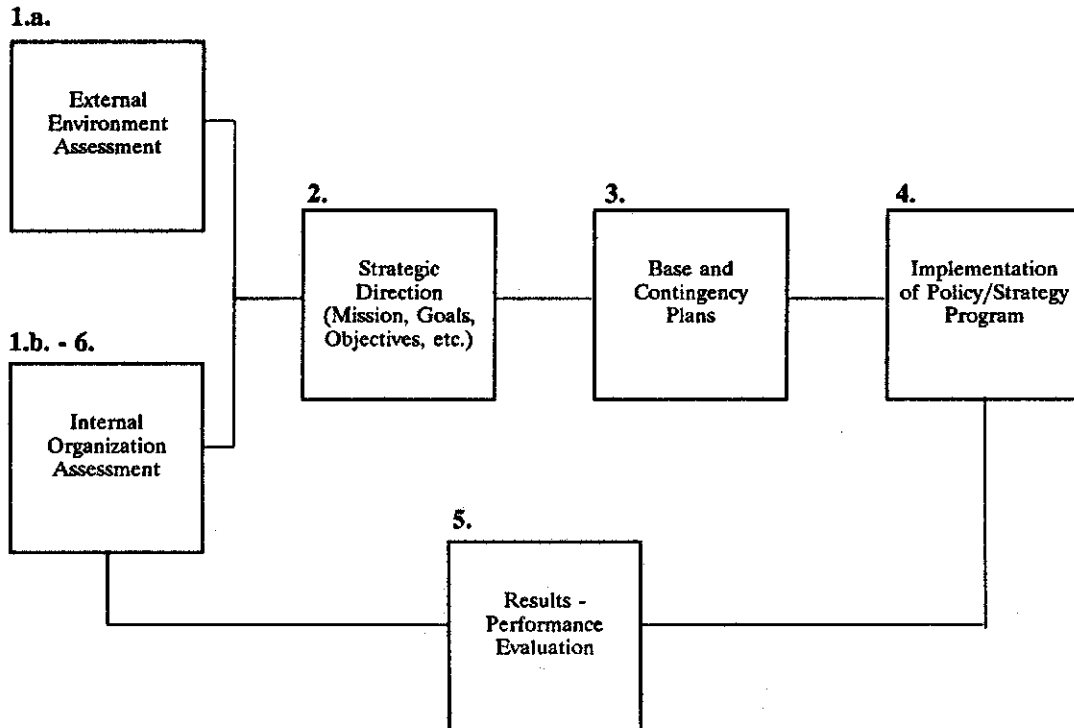 1.a.
External
Environment
Assessment
2.
Strategic
Direction
(Mission, Goals,
Objectives, etc.)
3.
Base and
Contingency
Plans
4.
Implementation
of Policy/Strategy
Program
1.b. - 6.
Internal
Organization
Assessment
5.
Results -
Performance
Evaluation